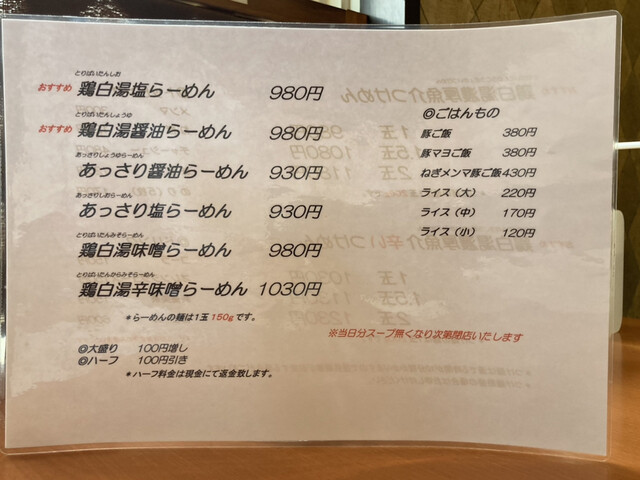 とりぱいたんしお
おすすめ 鶏白湯塩らーめん 980円
とりぱいたんしょうゆ
おすすめ 鶏白湯醤油らーめん 980円
あっさりしょうゆらーめん
あっさり醤油らーめん 930円
あっさりしおらーめん
あっさり塩らーめん 930円
とりぱいたんみそらーめん
鶏白湯味噌らーめん 980円
とりぱいたんからみそらーめん
鶏白湯辛味噌らーめん 1030円
*らーめんの麺は1玉 150gです。
◎大盛り 100円増し
◎ハーフ 100円引き
*ハーフ料金は現金にて返金致します。
◎ごはんもの
豚ご飯 380円
豚マヨご飯 380円
ねぎメンマ豚ご飯 430円
ライス(大) 220円
ライス(中) 170円
ライス(小) 120円
※当日分スープ無くなり次第閉店いたします